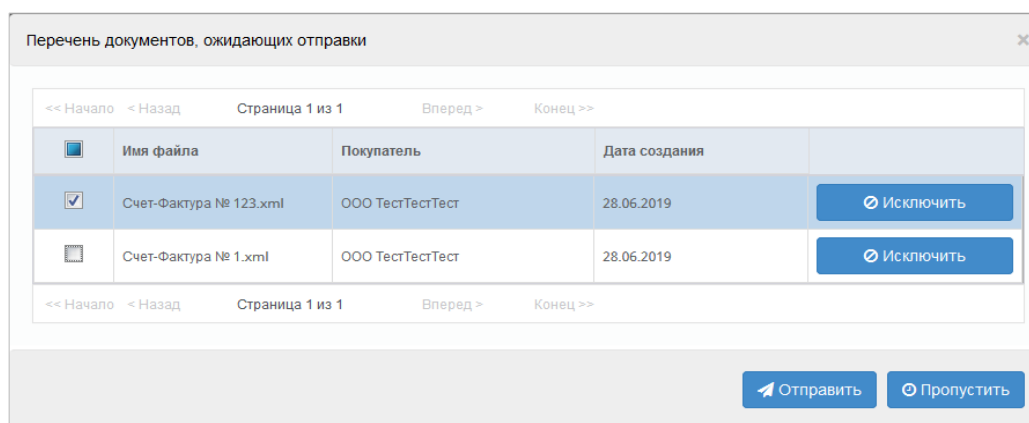 Перечень документов, ожидающих отправки ×
<< Начало < Назад Страница 1 из 1 Вперед > Конец >>
Имя файла Покупатель Дата создания
Счет-Фактура № 123.xml ООО ТестТестТест 28.06.2019 Исключить
Счет-Фактура № 1.xml ООО ТестТестТест 28.06.2019 Исключить
<< Начало < Назад Страница 1 из 1 Вперед > Конец >>
Отправить Пропустить